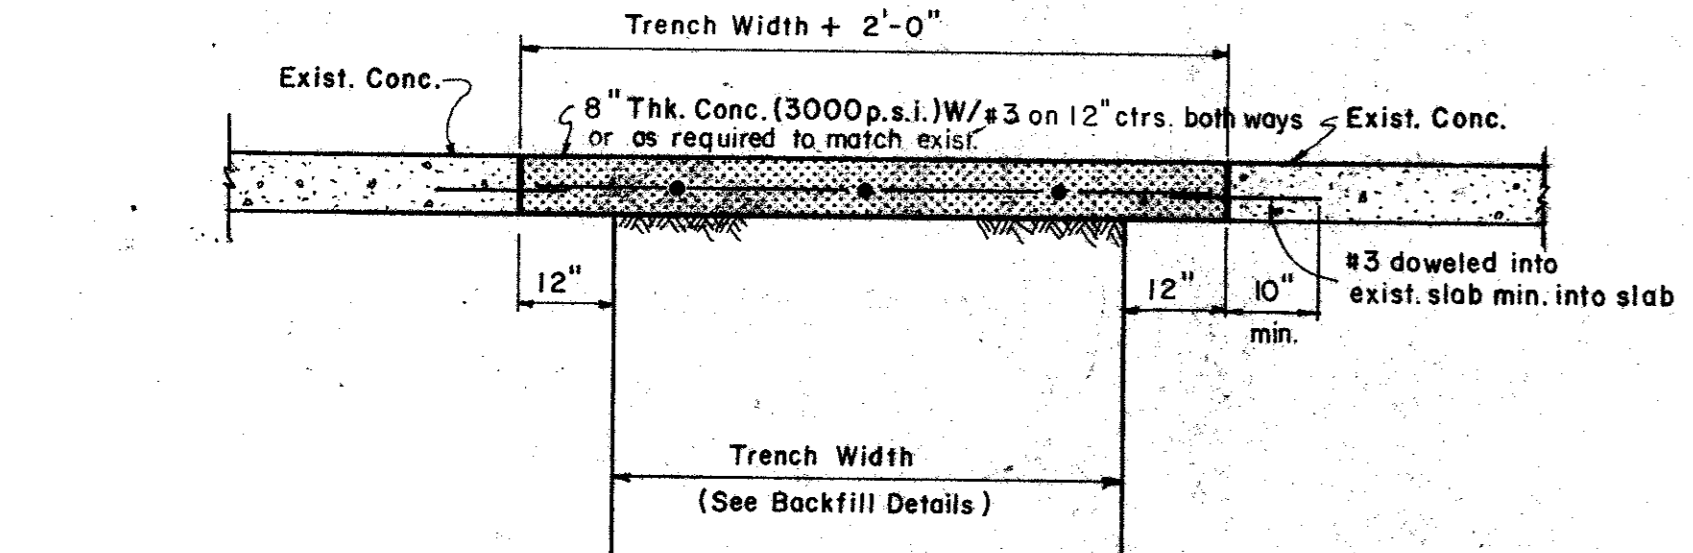 Trench Width + 2'-0"
Exist. Conc.
8" Thk. Conc. (3000 p.s.i.) W/#3 on 12" ctrs. both ways
or as required to match exist.
Exist. Conc.
12"
12"
10"
min.
#3 doweled into
exist. slab min. into slab
Trench Width
(See Backfill Details)